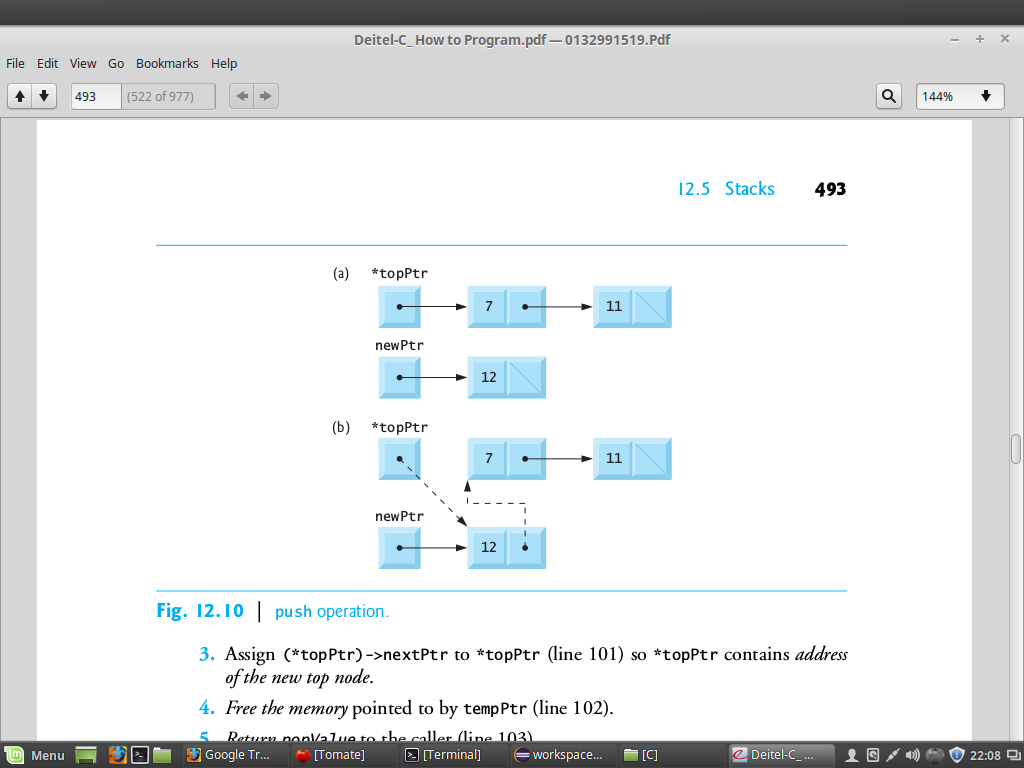 Deitel-C_ How to Program.pdf — 0132991519.Pdf
File Edit View Go Bookmarks Help
493 (522 of 977) 144%
12.5 Stacks 493
(a) *topPtr
7 11
newPtr
12
(b) *topPtr
7 11
newPtr
12
Fig. 12.10 | push operation.
3. Assign (*topPtr)->nextPtr to *topPtr (line 101) so *topPtr contains address
of the new top node.
4. Free the memory pointed to by tempPtr (line 102).
5. Return popValue to the caller (line 103).
Menu Google Tr... [Tomate] [Terminal] workspace... [C] Deitel-C_ ... 22:08